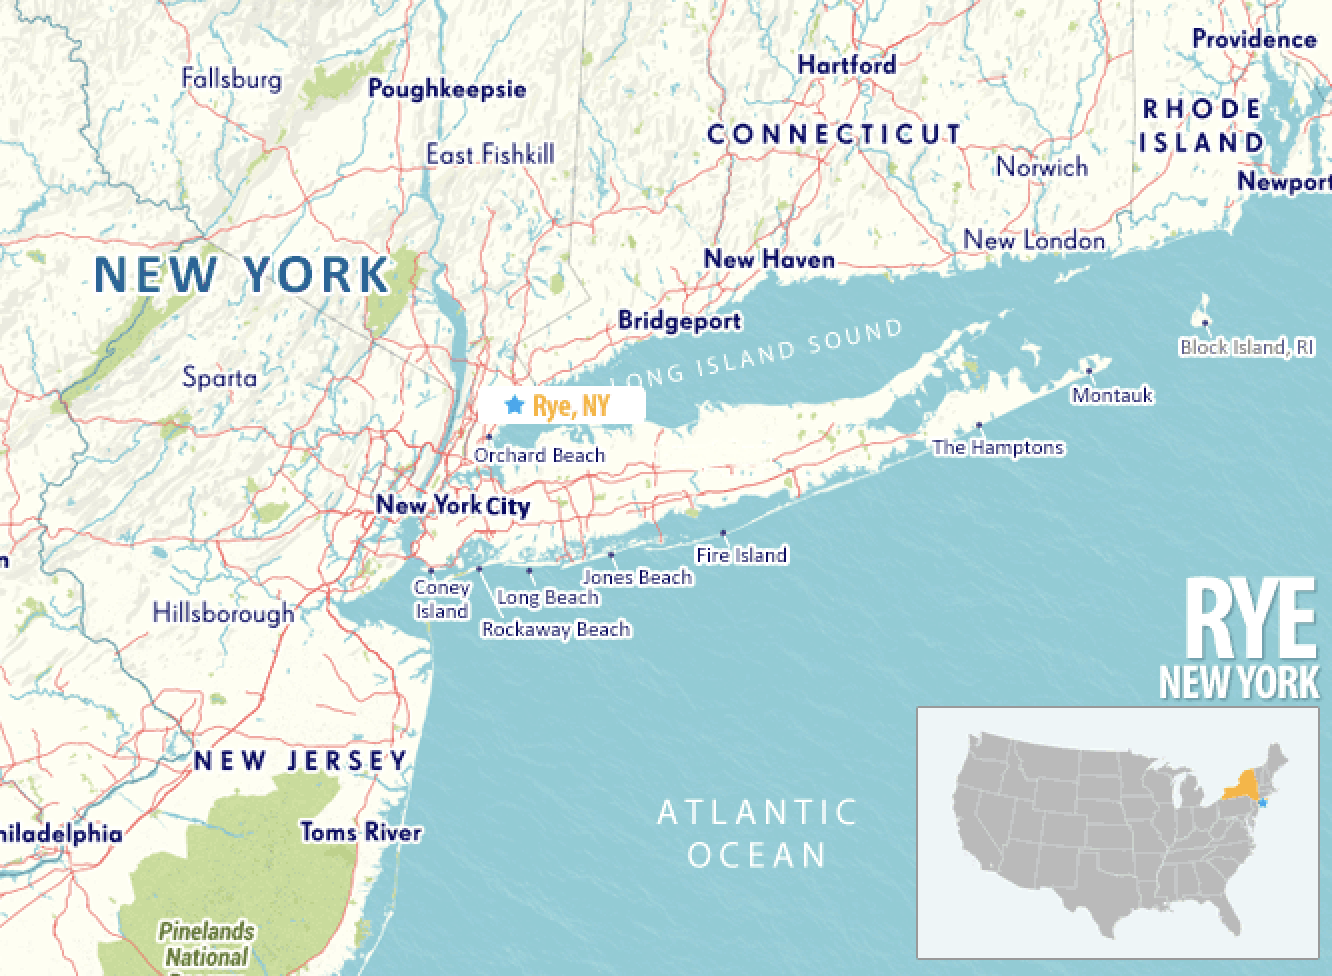 Providence
Hartford
Fallsburg
Poughkeepsie
RHODE
ISLAND
CONNECTICUT
East Fishkill
Norwich
Newport
New London
New Haven
NEW YORK
Bridgeport
LONG ISLAND SOUND
Block Island, RI
Sparta
Montauk
Rye, NY
The Hamptons
Orchard Beach
New York City
Fire Island
Jones Beach
Coney
Island
Long Beach
Hillsborough
Rockaway Beach
RYE
NEW YORK
NEW JERSEY
ATLANTIC
OCEAN
hiladelphia
Toms River
Pinelands
National